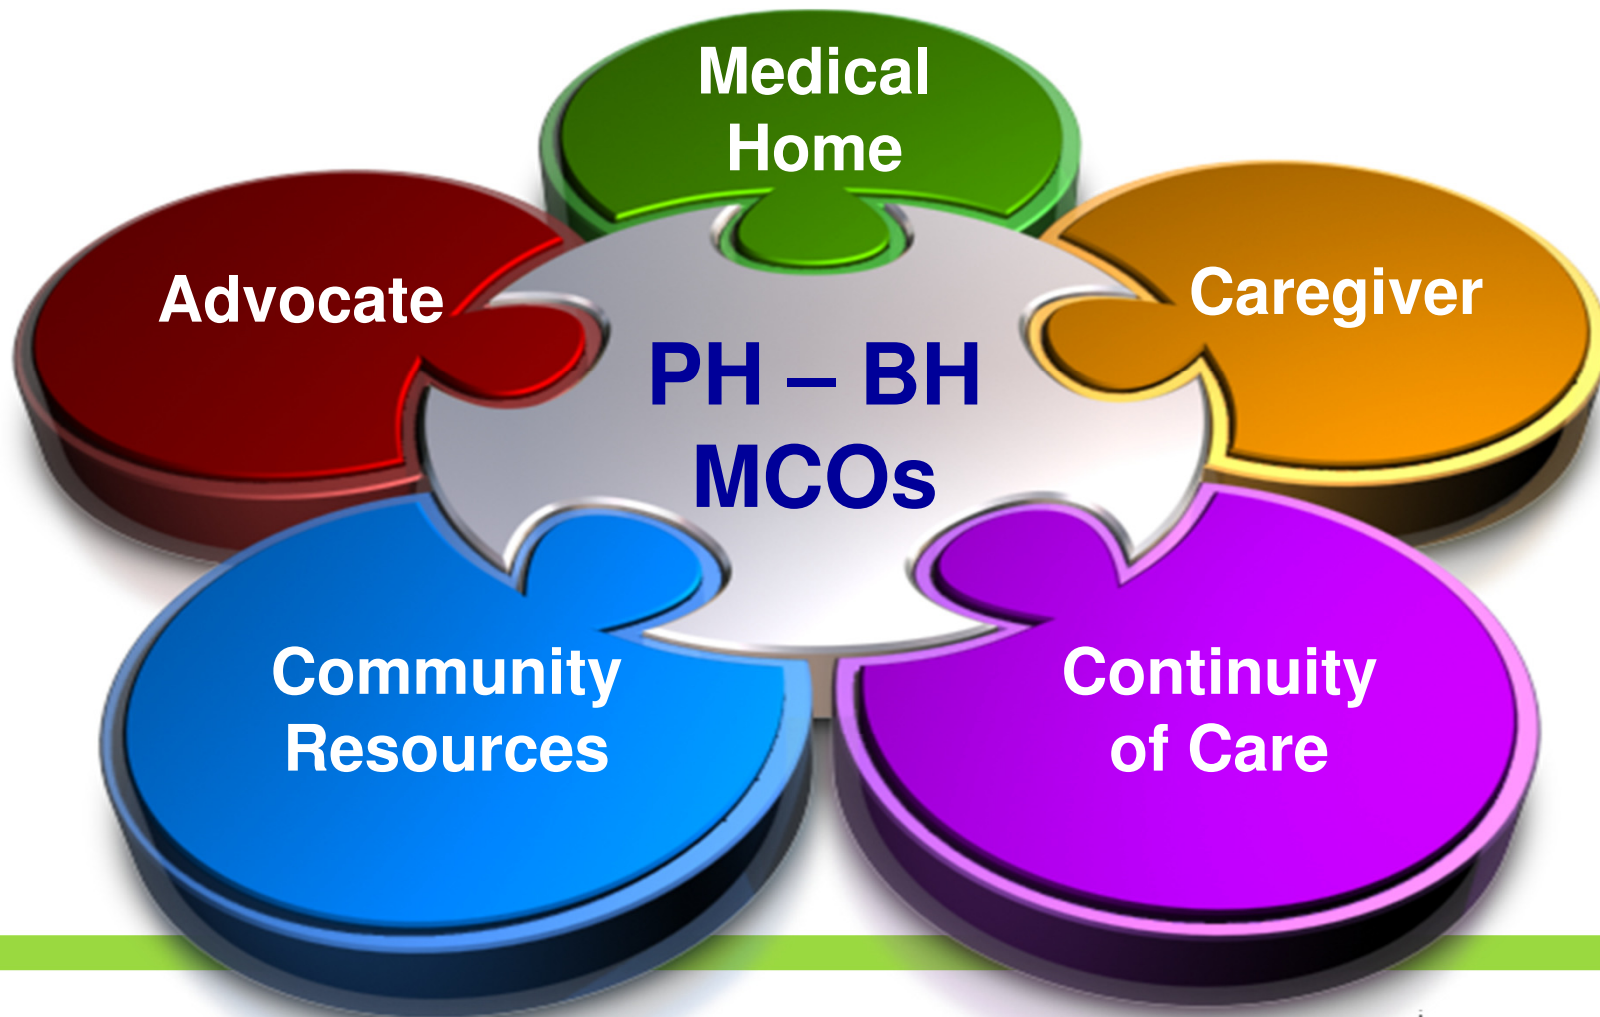 Medical
Home
Advocate
Caregiver
PH – BH
MCOs
Community
Resources
Continuity
of Care